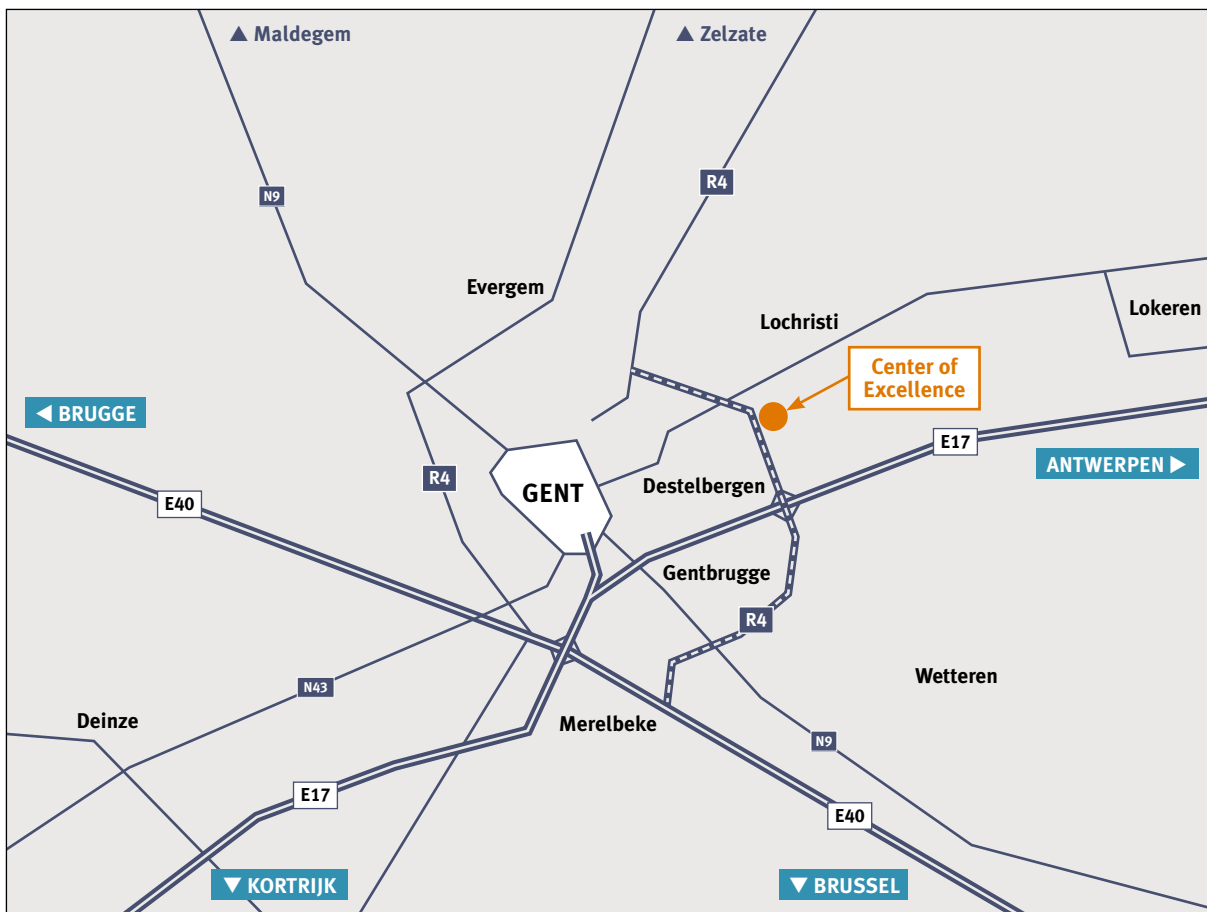 ▲ Maldegem
▲ Zelzate
R4
N9
Evergem
Lokeren
Lochristi
Center of
Excellence
◀ BRUGGE
E17
ANTWERPEN ▶
R4
Destelbergen
GENT
E40
Gentbrugge
R4
Wetteren
N43
Deinze
Merelbeke
N9
E17
E40
▼ KORTRIJK
▼ BRUSSEL